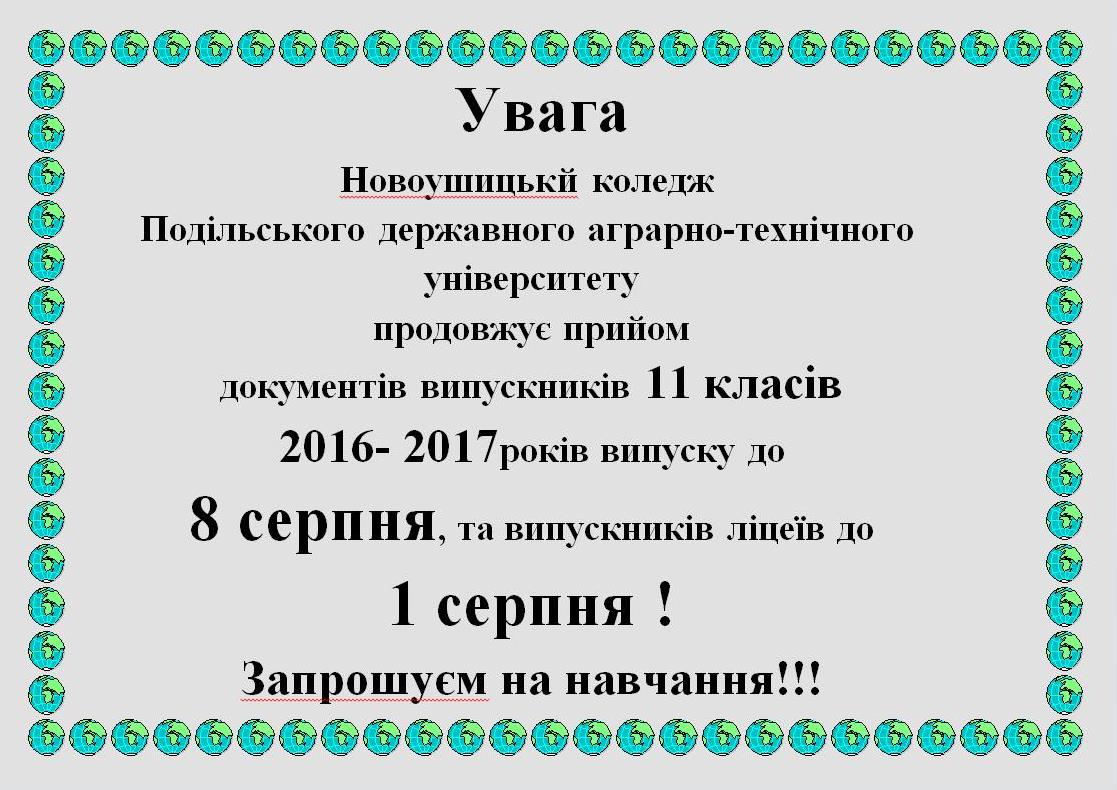 Увага
Новоушицькй коледж
Подільського державного аграрно-технічного
університету
продовжує прийом
документів випускників 11 класів
2016- 2017років випуску до
8 серпня, та випускників ліцеїв до
1 серпня !
Запрошуєм на навчання!!!